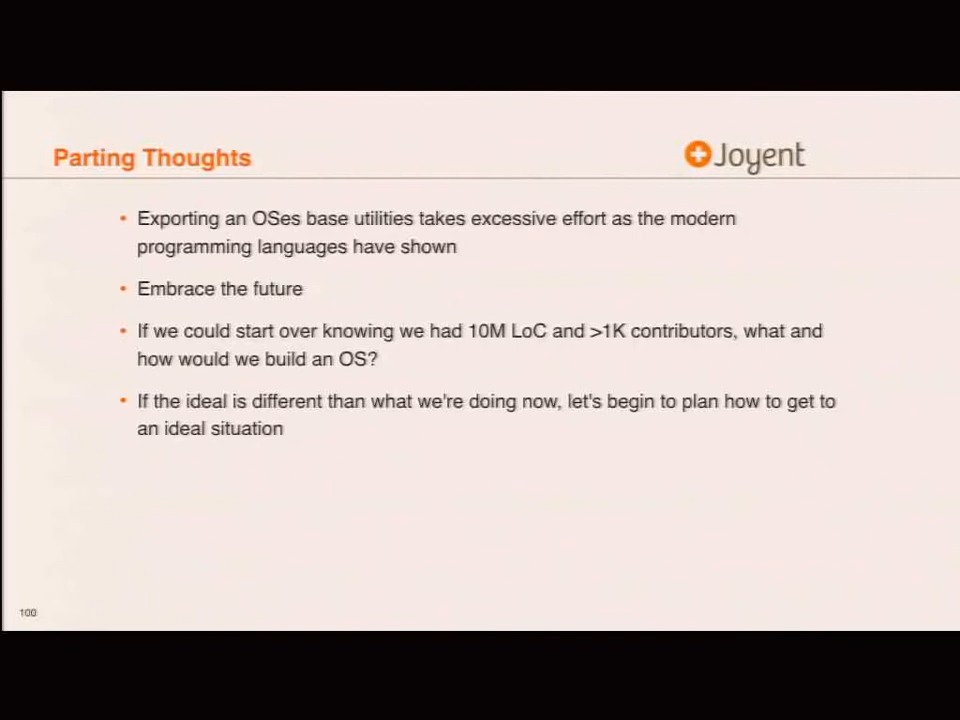 Parting Thoughts
Joyent
• Exporting an OSes base utilities takes excessive effort as the modern
programming languages have shown
• Embrace the future
• If we could start over knowing we had 10M LoC and >1K contributors, what and
how would we build an OS?
• If the ideal is different than what we're doing now, let's begin to plan how to get to
an ideal situation
100